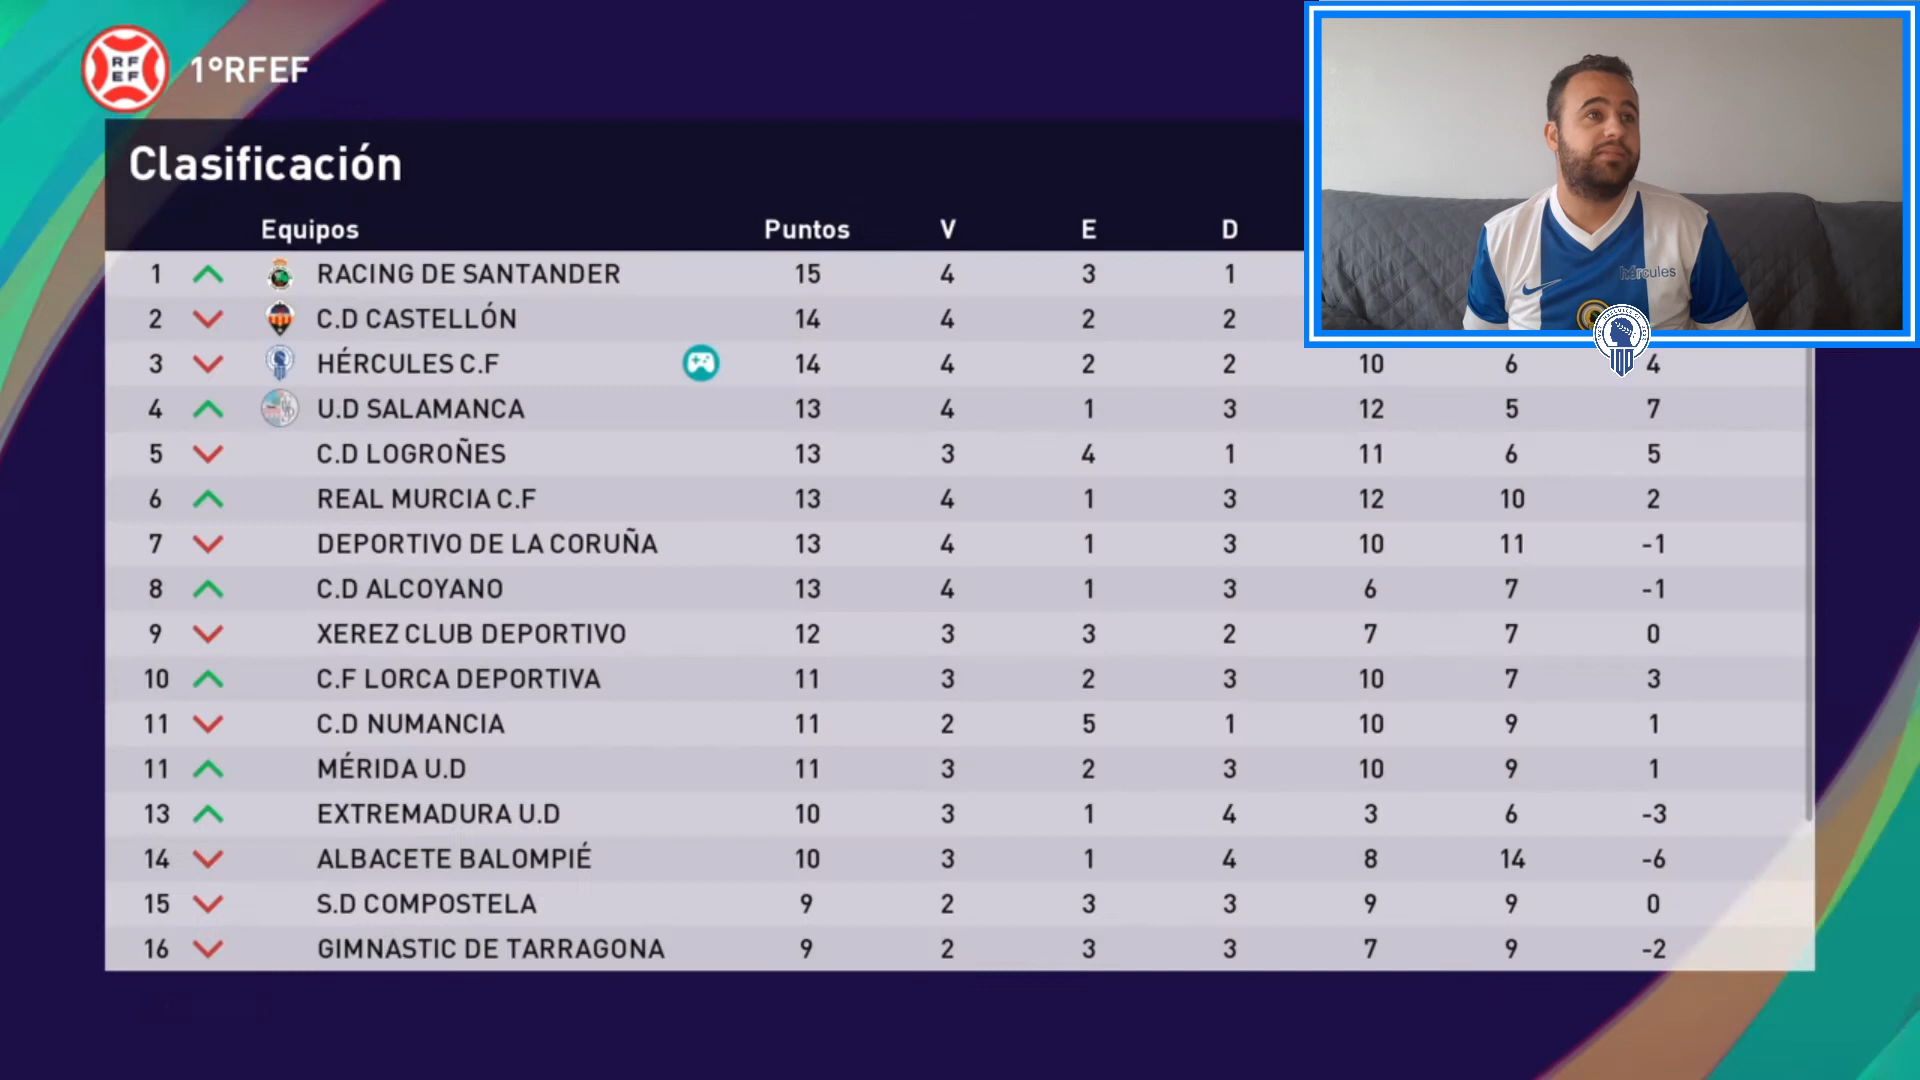 RF
EF
1ºRFEF
Clasificación
Equipos Puntos V E D
1 RACING DE SANTANDER 15 4 3 1
2 C.D CASTELLÓN 14 4 2 2
3 HÉRCULES C.F 14 4 2 2 10 6 4
4 U.D SALAMANCA 13 4 1 3 12 5 7
5 C.D LOGROÑES 13 3 4 1 11 6 5
6 REAL MURCIA C.F 13 4 1 3 12 10 2
7 DEPORTIVO DE LA CORUÑA 13 4 1 3 10 11 -1
8 C.D ALCOYANO 13 4 1 3 6 7 -1
9 XEREZ CLUB DEPORTIVO 12 3 3 2 7 7 0
10 C.F LORCA DEPORTIVA 11 3 2 3 10 7 3
11 C.D NUMANCIA 11 2 5 1 10 9 1
11 MÉRIDA U.D 11 3 2 3 10 9 1
13 EXTREMADURA U.D 10 3 1 4 3 6 -3
14 ALBACETE BALOMPIÉ 10 3 1 4 8 14 -6
15 S.D COMPOSTELA 9 2 3 3 9 9 0
16 GIMNASTIC DE TARRAGONA 9 2 3 3 7 9 -2
hércules
100